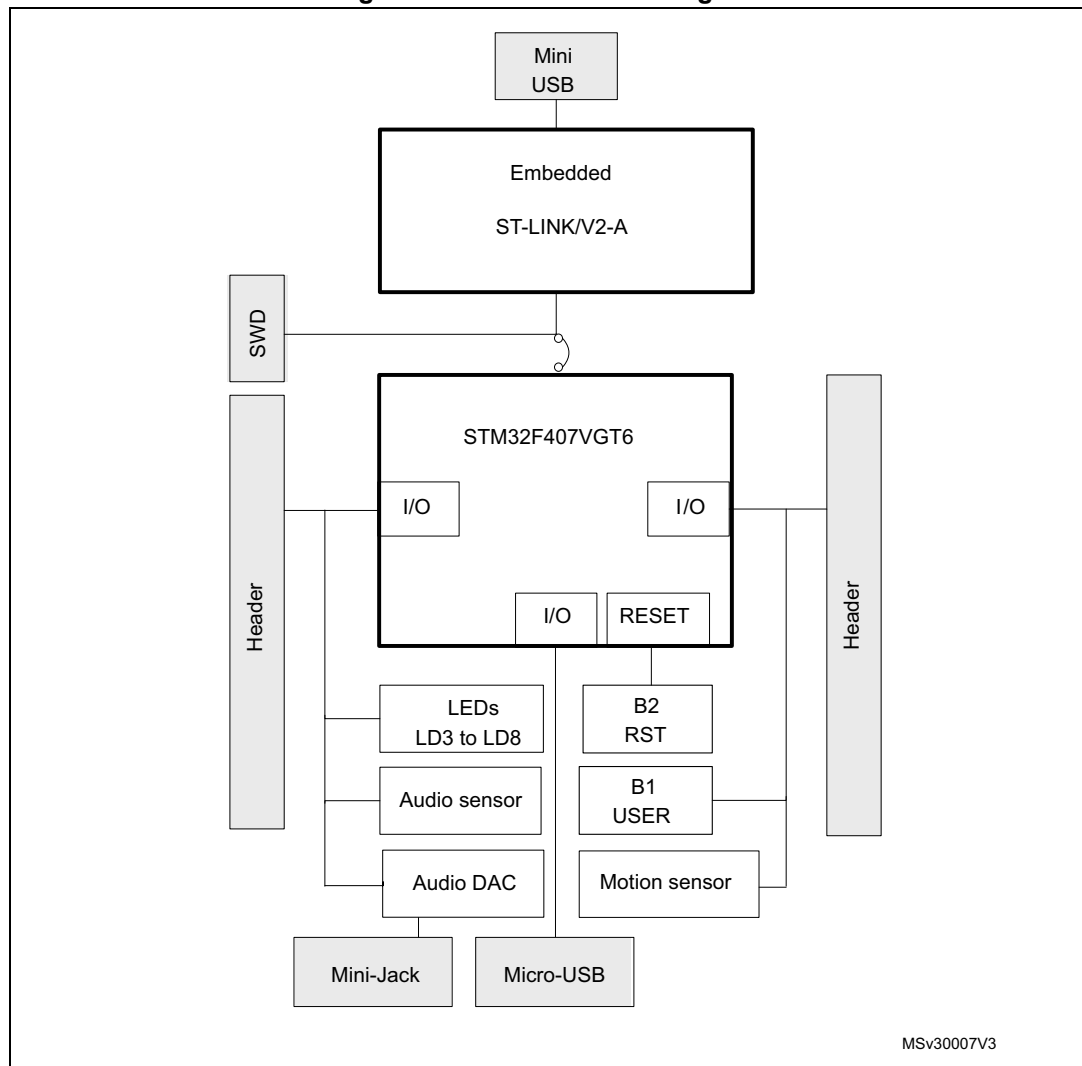 Mini
USB
Embedded
ST-LINK/V2-A
SWD
STM32F407VGT6
I/O
I/O
Header
Header
I/O
RESET
LEDs
LD3 to LD8
B2
RST
Audio sensor
B1
USER
Audio DAC
Motion sensor
Mini-Jack
Micro-USB
MSv30007V3